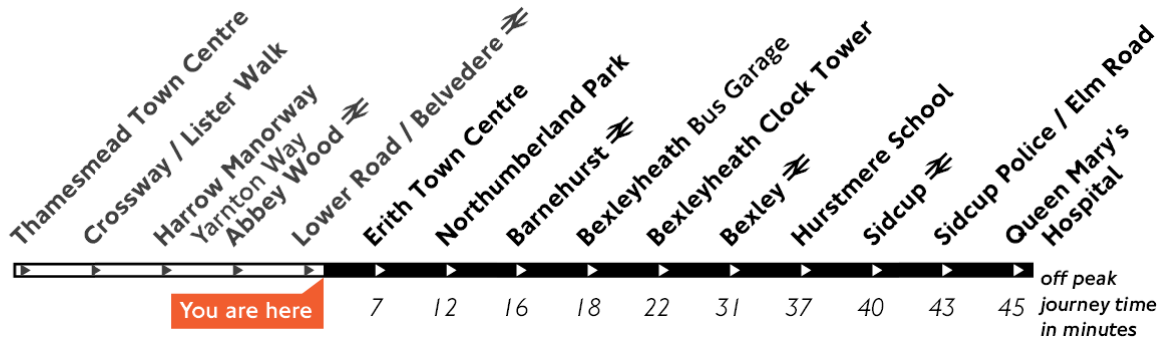 Thamesmead Town Centre
Crossway / Lister Walk
Harrow Manorway
Yarnton Way
Abbey Wood
Lower Road / Belvedere
Erith Town Centre
Northumberland Park
Barnehurst
Bexleyheath Bus Garage
Bexleyheath Clock Tower
Bexley
Hurstmere School
Sidcup
Sidcup Police / Elm Road
Queen Mary's
Hospital
You are here
7 12 16 18 22 31 37 40 43 45
off peak
journey time
in minutes